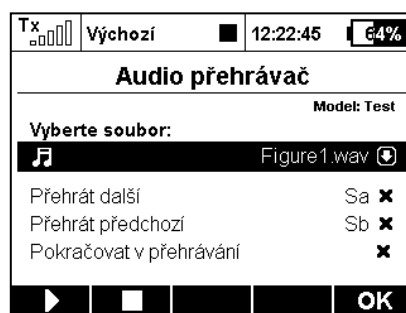 Tx Výchozí 12:22:45 64%
Audio přehrávač
Model: Test
Vyberte soubor:
Figure1.wav
Přehrát další Sa
Přehrát předchozí Sb
Pokračovat v přehrávání
OK